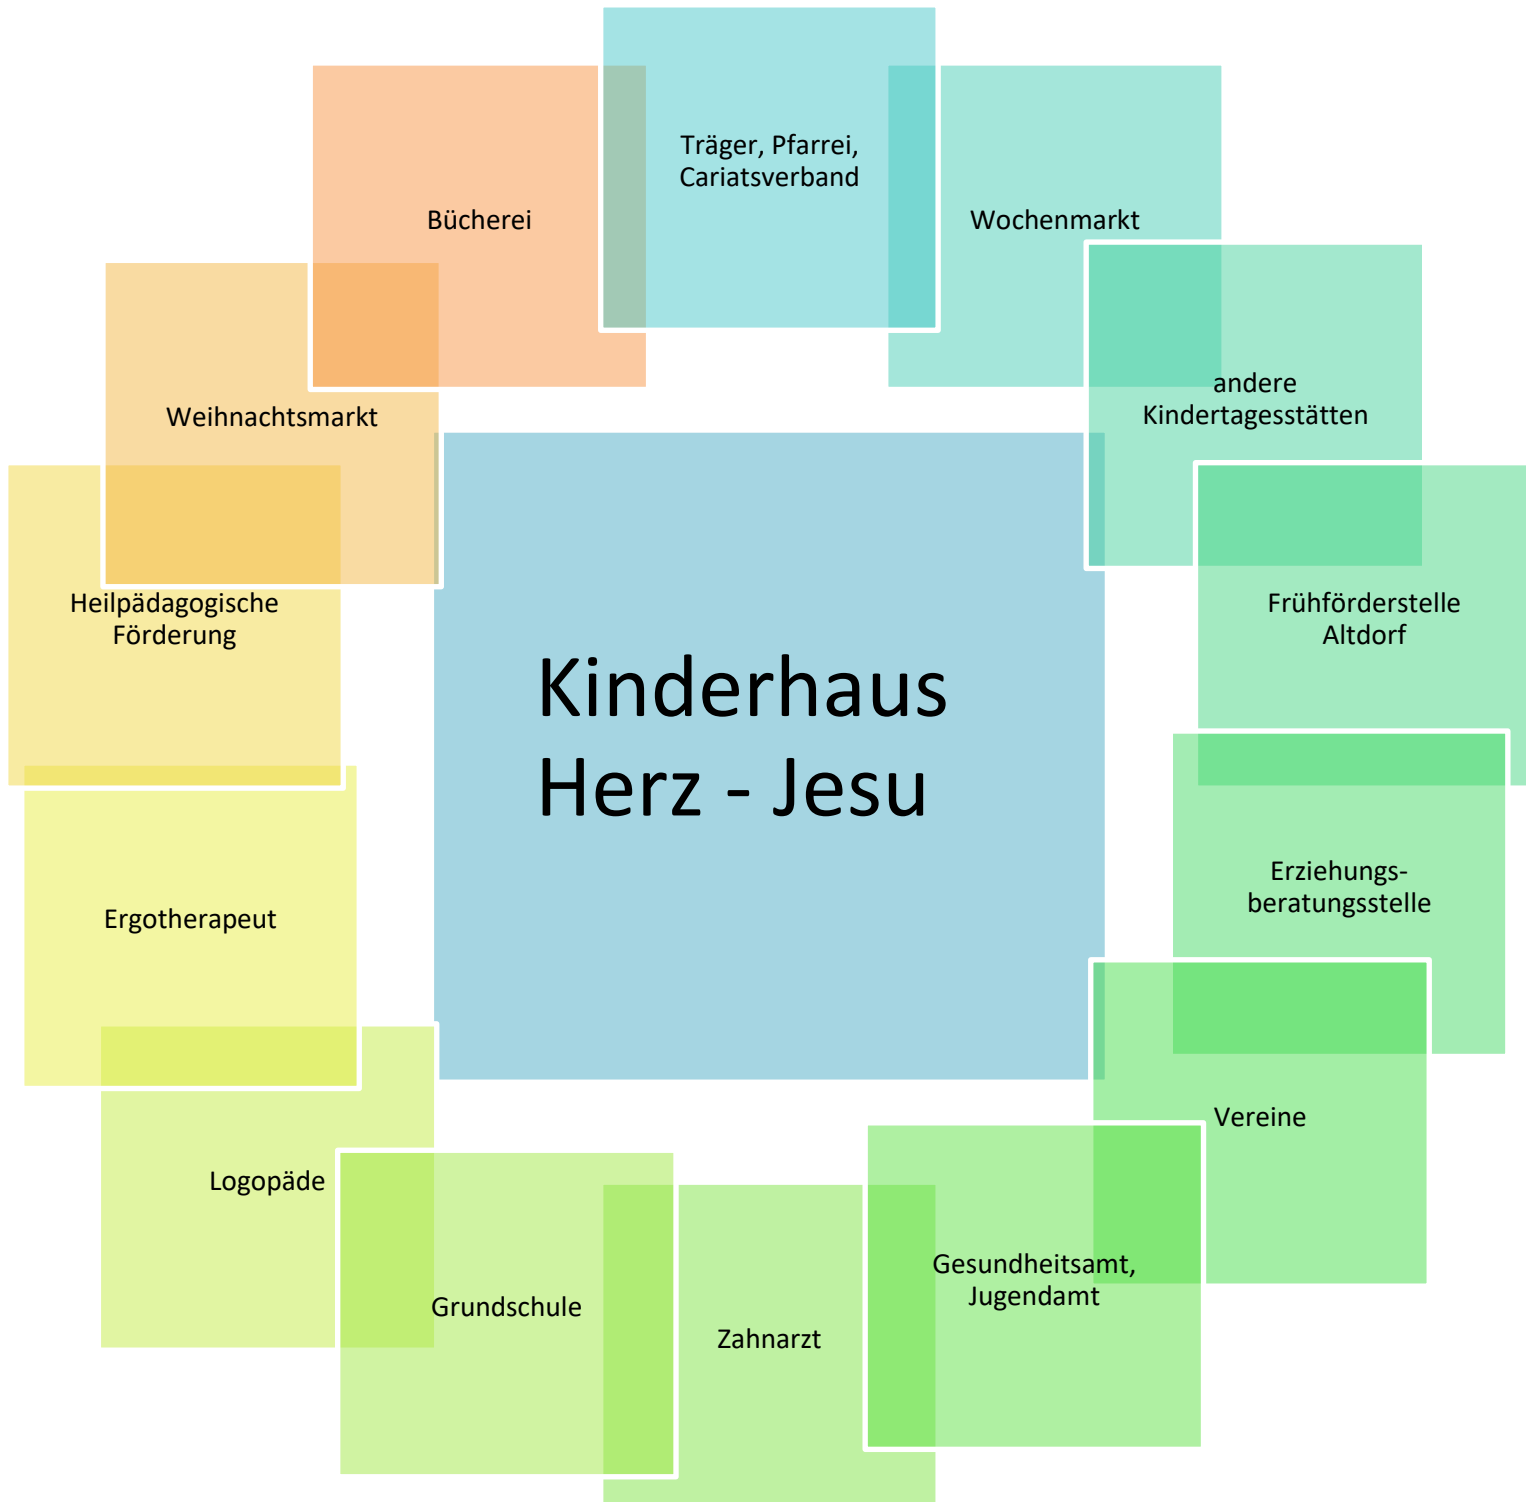 Träger, Pfarrei,
Cariatsverband
Wochenmarkt
andere
Kindertagesstätten
Frühförderstelle
Altdorf
Erziehungs-
beratungsstelle
Vereine
Gesundheitsamt,
Jugendamt
Zahnarzt
Grundschule
Logopäde
Ergotherapeut
Heilpädagogische
Förderung
Weihnachtsmarkt
Bücherei
Kinderhaus
Herz - Jesu